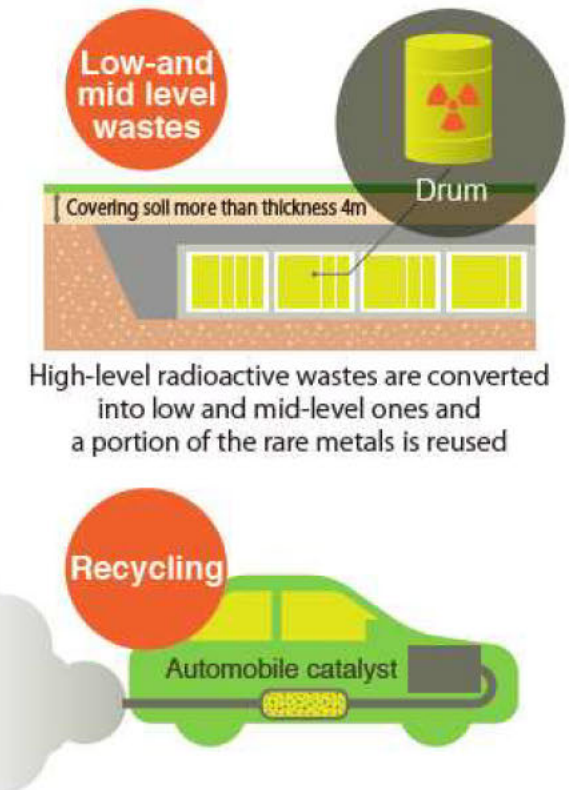 Low-and
mid level
wastes
Drum
Covering soil more than thickness 4m
High-level radioactive wastes are converted
into low and mid-level ones and
a portion of the rare metals is reused
Recycling
Automobile catalyst